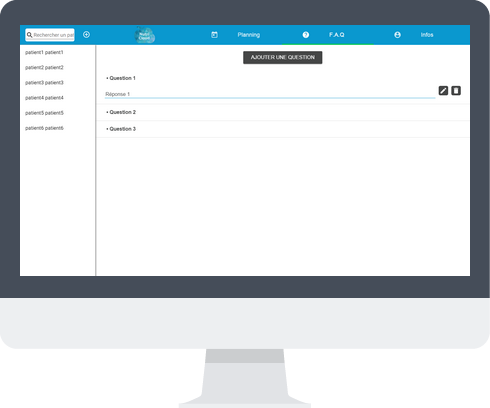 Rechercher un pa
Planning
F.A.Q
Infos
patient1 patient1
patient2 patient2
patient3 patient3
patient4 patient4
patient5 patient5
patient6 patient6
AJOUTER UNE QUESTION
• Question 1
Réponse 1
• Question 2
• Question 3